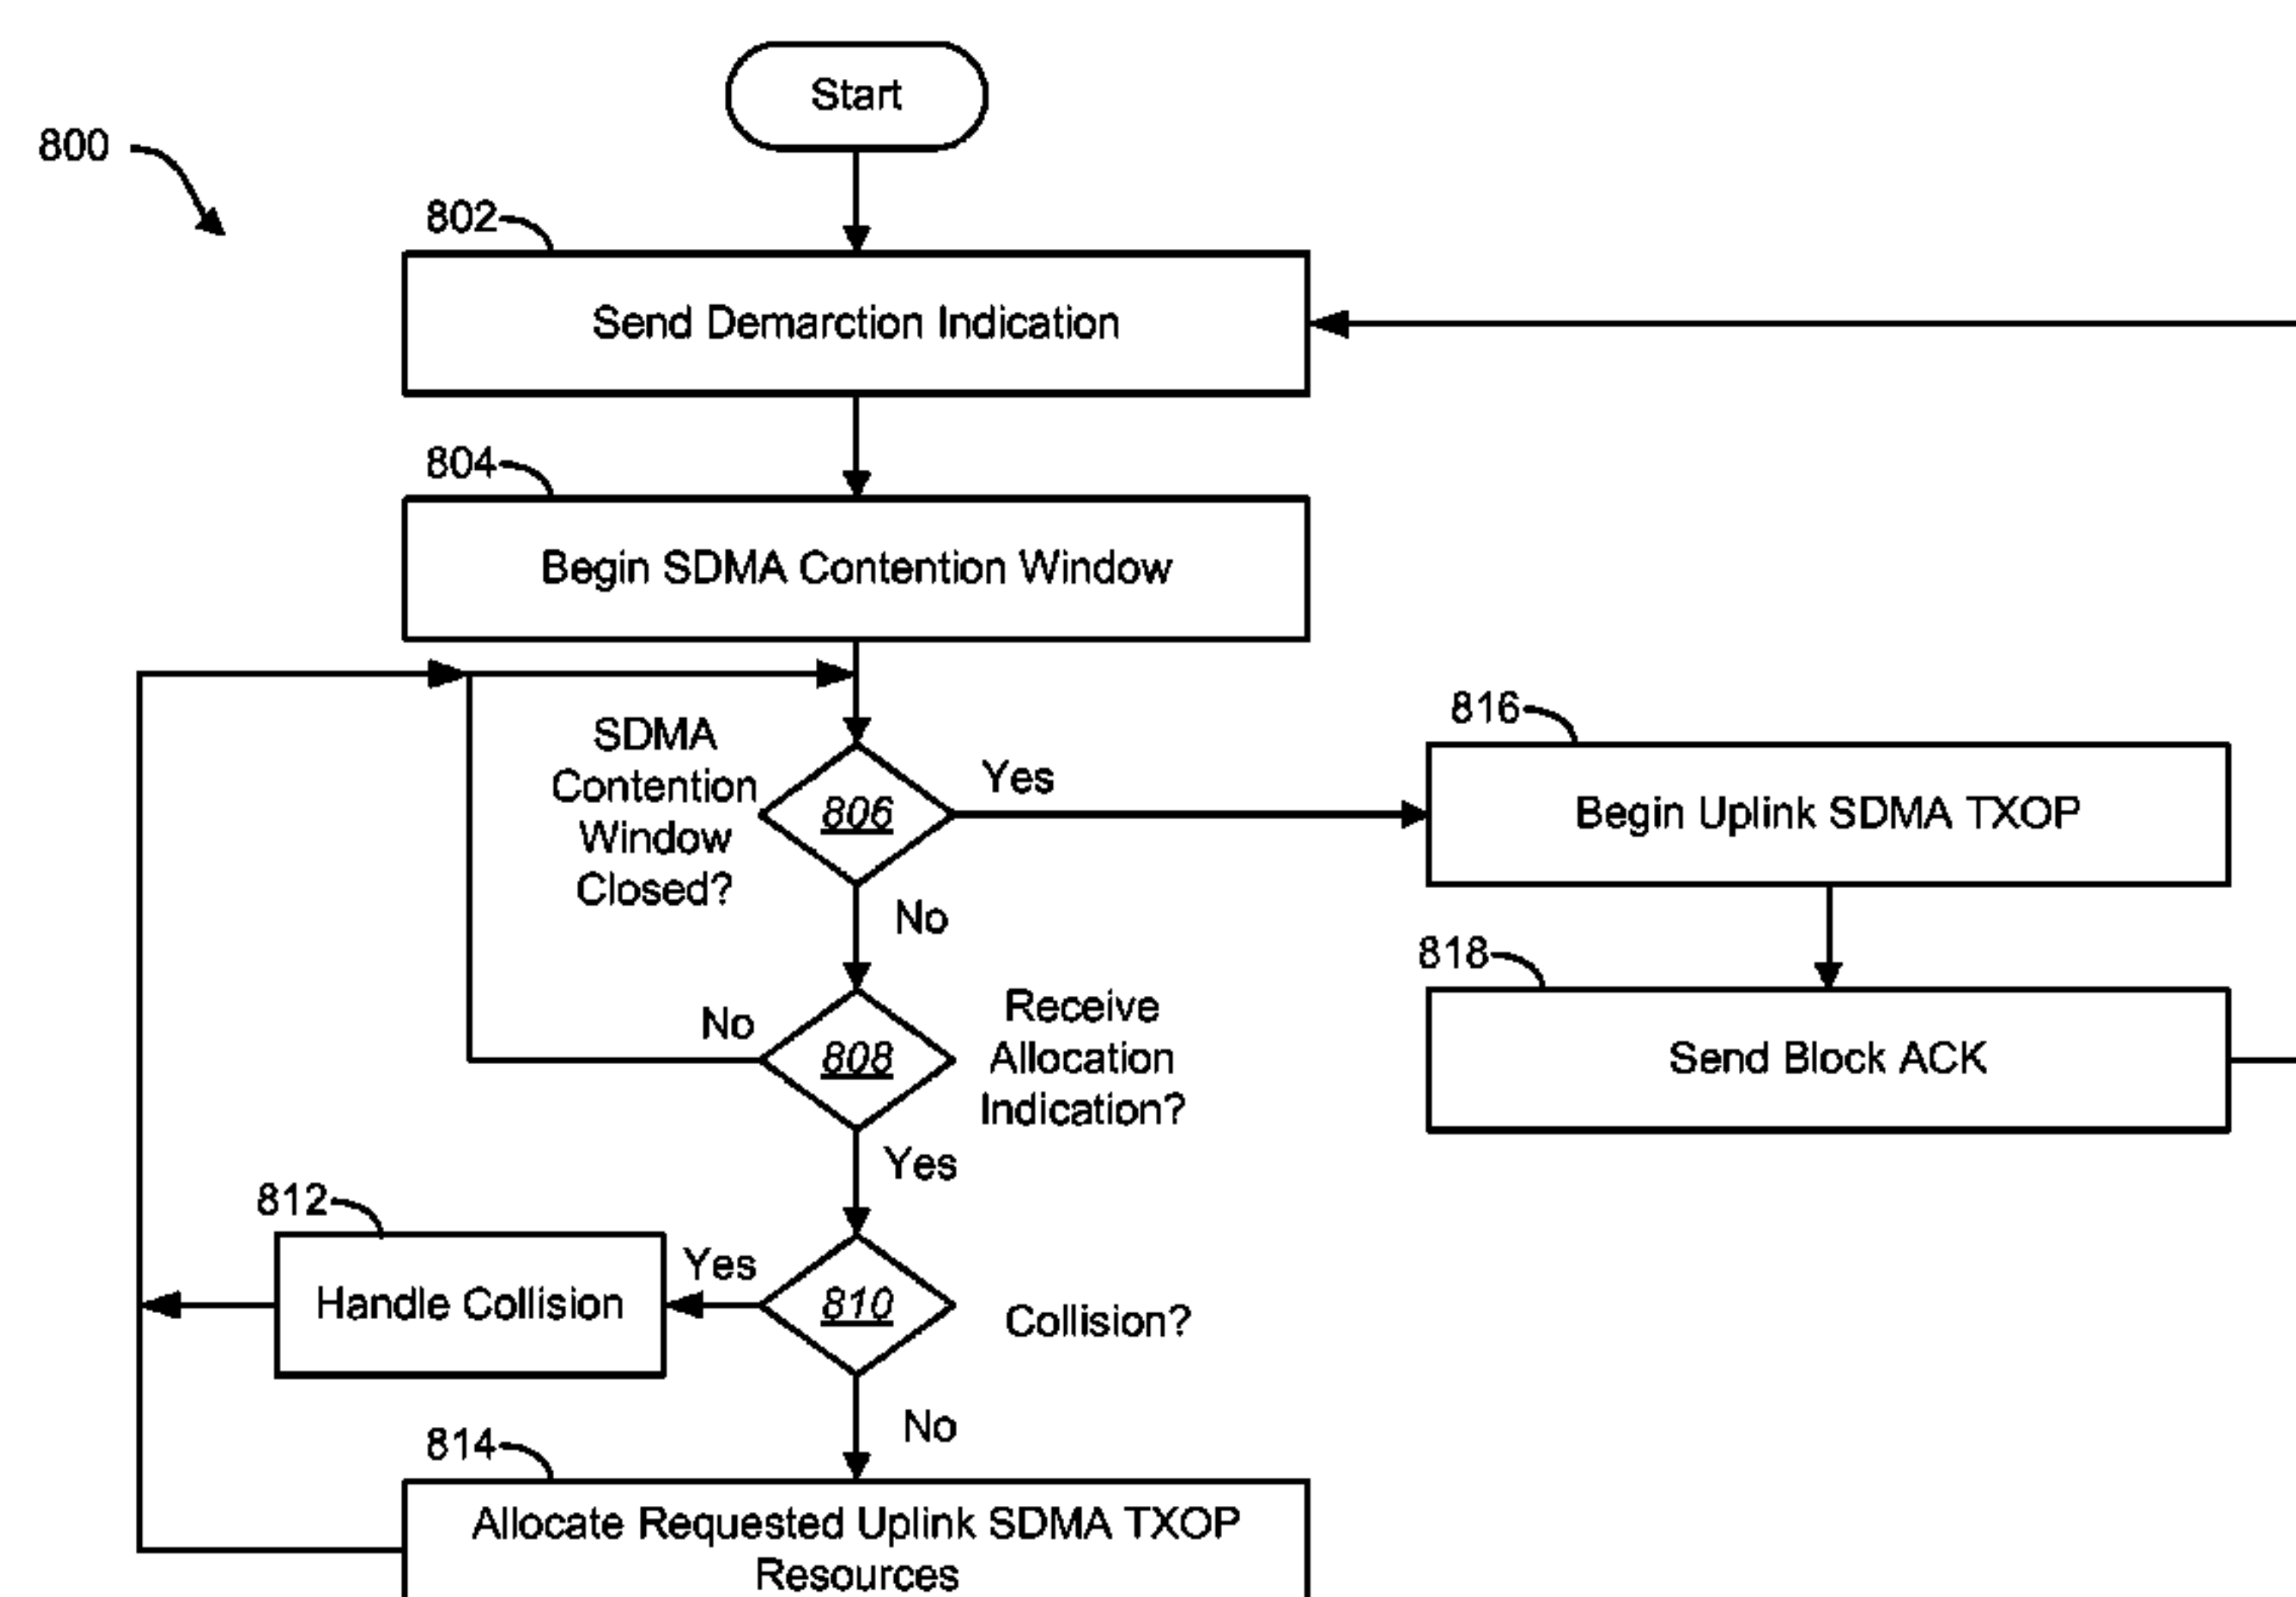 Start
800
802
Send Demarction Indication
804
Begin SDMA Contention Window
SDMA
Contention
Window
Closed?
806
Yes
816
Begin Uplink SDMA TXOP
No
818
Send Block ACK
No
808
Receive
Allocation
Indication?
Yes
812
Handle Collision
Yes
810
Collision?
No
814
Allocate Requested Uplink SDMA TXOP
Resources